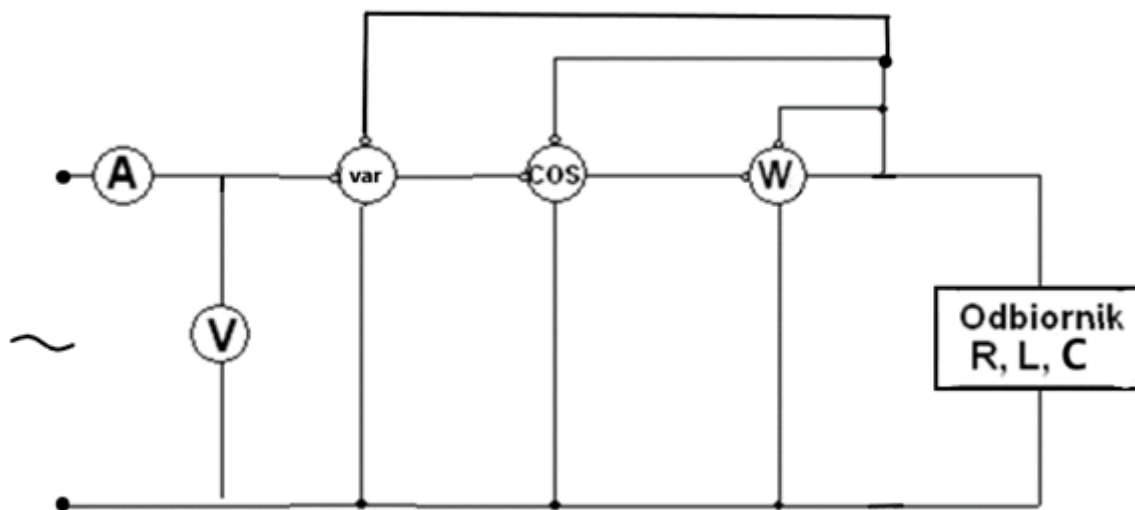 A
var
cos
W
V
Odbiornik
R, L, C